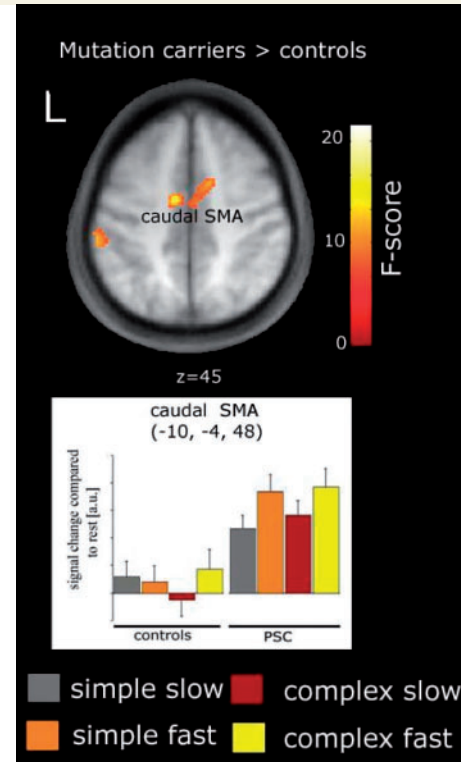 Mutation carriers > controls
L
20
10
0
F-score
caudal SMA
z=45
caudal SMA
(-10, -4, 48)
signal change compared
to rest [a.u.]
controls
PSC
simple slow
complex slow
simple fast
complex fast